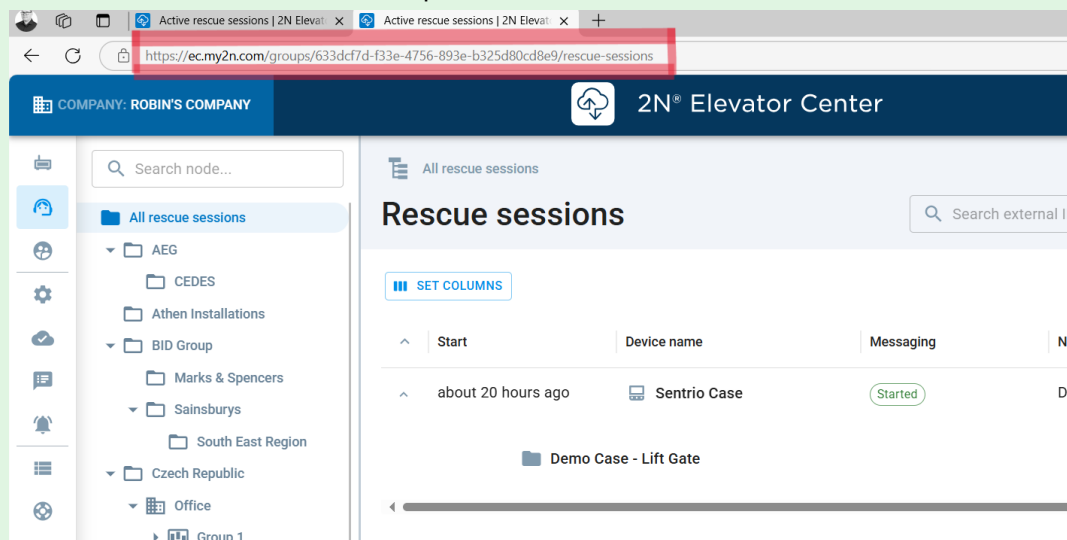 Active rescue sessions | 2N Elevat
Active rescue sessions | 2N Elevat
https://ec.my2n.com/groups/633dcf7d-f33e-4756-893e-b325d80cd8e9/rescue-sessions
COMPANY: ROBIN'S COMPANY
2N® Elevator Center
Search node...
All rescue sessions
AEG
CEDES
Athen Installations
BID Group
Marks & Spencers
Sainsburys
South East Region
Czech Republic
Office
Group 1
All rescue sessions
Rescue sessions
Search external I
SET COLUMNS
Start Device name Messaging N
about 20 hours ago Sentrio Case Started D
Demo Case - Lift Gate